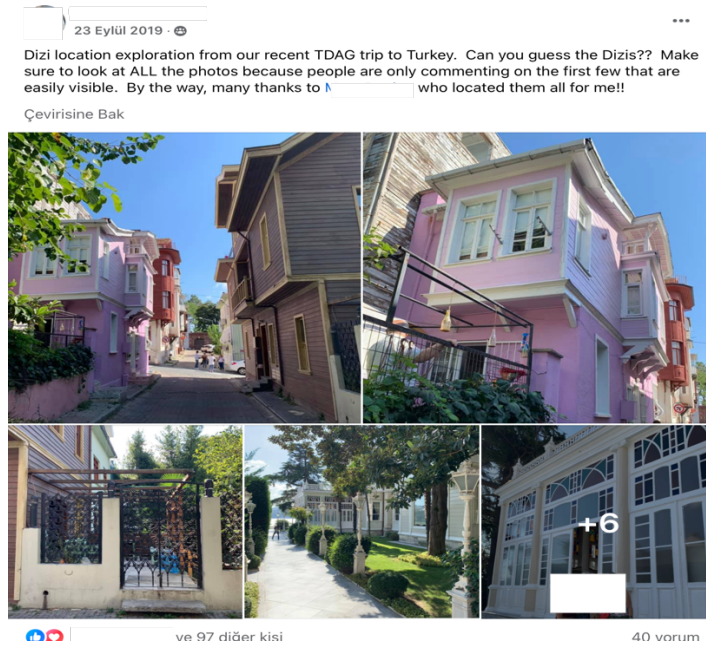 23 Eylül 2019 ·
Dizi location exploration from our recent TDAG trip to Turkey. Can you guess the Dizis?? Make
sure to look at ALL the photos because people are only commenting on the first few that are
easily visible. By the way, many thanks to who located them all for me!!
Çevirisine Bak
+6
ve 97 diğer kişi
40 yorum